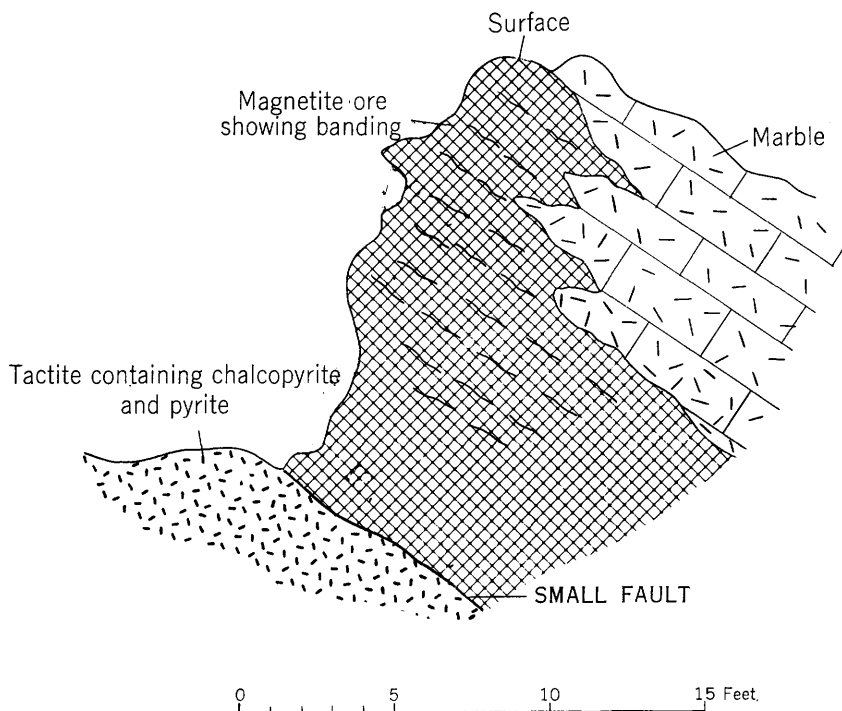 Surface
Magnetite ore
showing banding
Marble
Tactite containing chalcopyrite
and pyrite
SMALL FAULT
0 5 10 15 Feet.